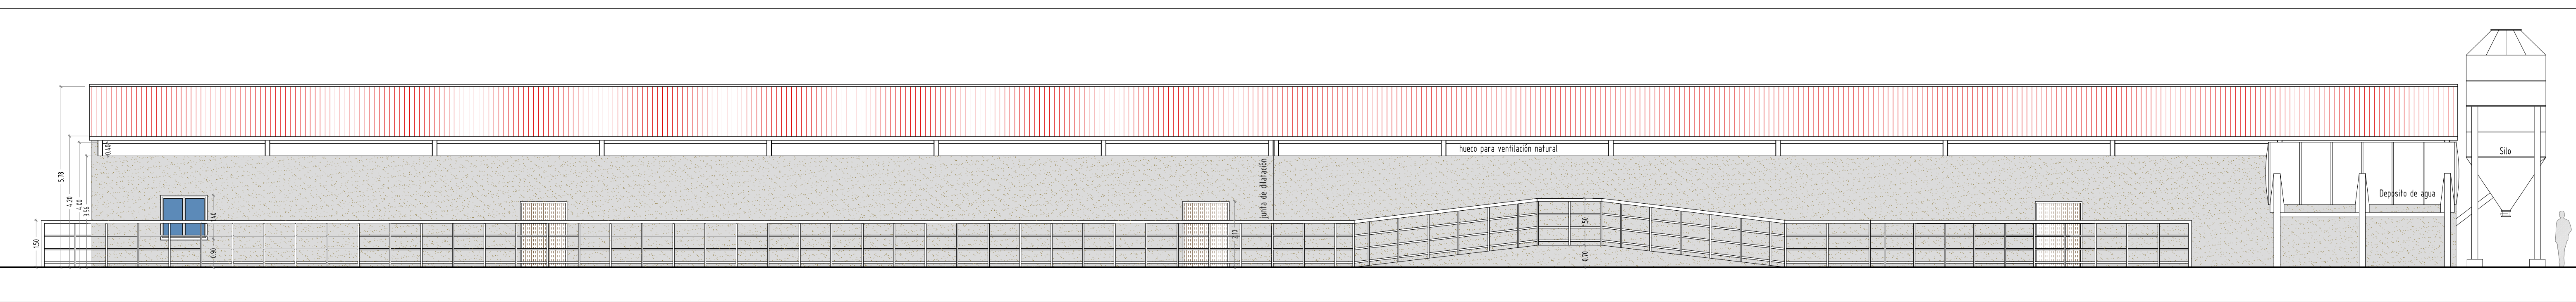 5.78
4.20
4.00
3.56
1.50
0.40
1.40
0.90
2.10
junta de dilatación
hueco para ventilación natural
1.50
0.70
Deposito de agua
Silo